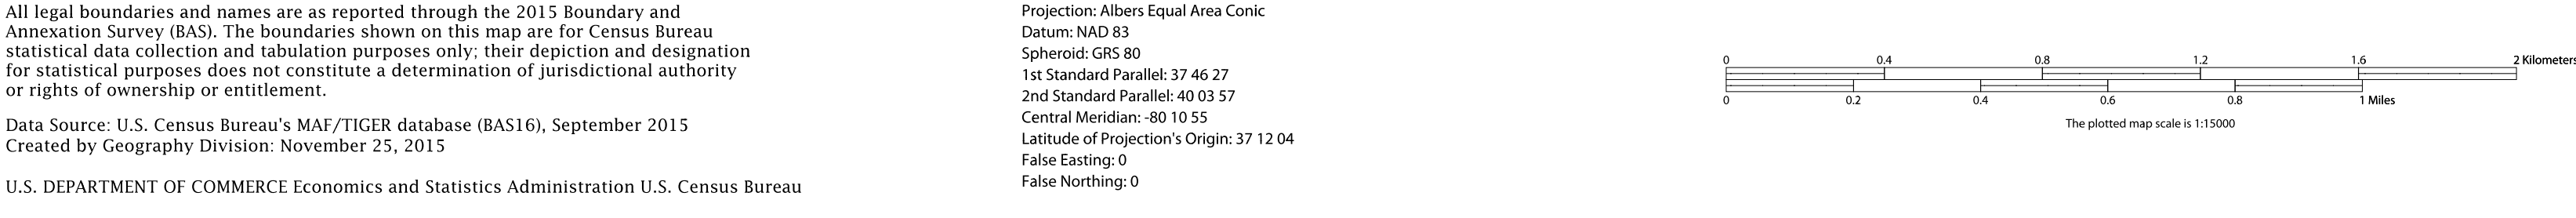 All legal boundaries and names are as reported through the 2015 Boundary and
Annexation Survey (BAS). The boundaries shown on this map are for Census Bureau
statistical data collection and tabulation purposes only; their depiction and designation
for statistical purposes does not constitute a determination of jurisdictional authority
or rights of ownership or entitlement.
Data Source: U.S. Census Bureau's MAF/TIGER database (BAS16), September 2015
Created by Geography Division: November 25, 2015
U.S. DEPARTMENT OF COMMERCE Economics and Statistics Administration U.S. Census Bureau
Projection: Albers Equal Area Conic
Datum: NAD 83
Spheroid: GRS 80
1st Standard Parallel: 37 46 27
2nd Standard Parallel: 40 03 57
Central Meridian: -80 10 55
Latitude of Projection's Origin: 37 12 04
False Easting: 0
False Northing: 0
0 0.4 0.8 1.2 1.6 2 Kilometers
0 0.2 0.4 0.6 0.8 1 Miles
The plotted map scale is 1:15000